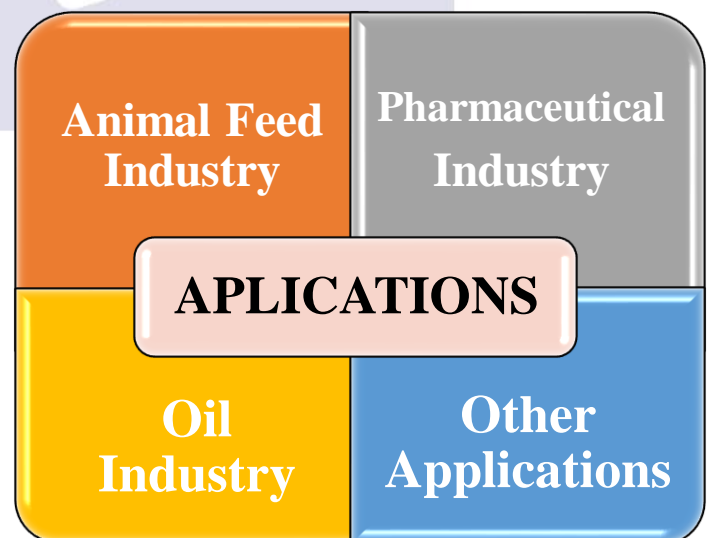 Animal Feed
Industry
Pharmaceutical
Industry
APLICATIONS
Oil
Industry
Other
Applications